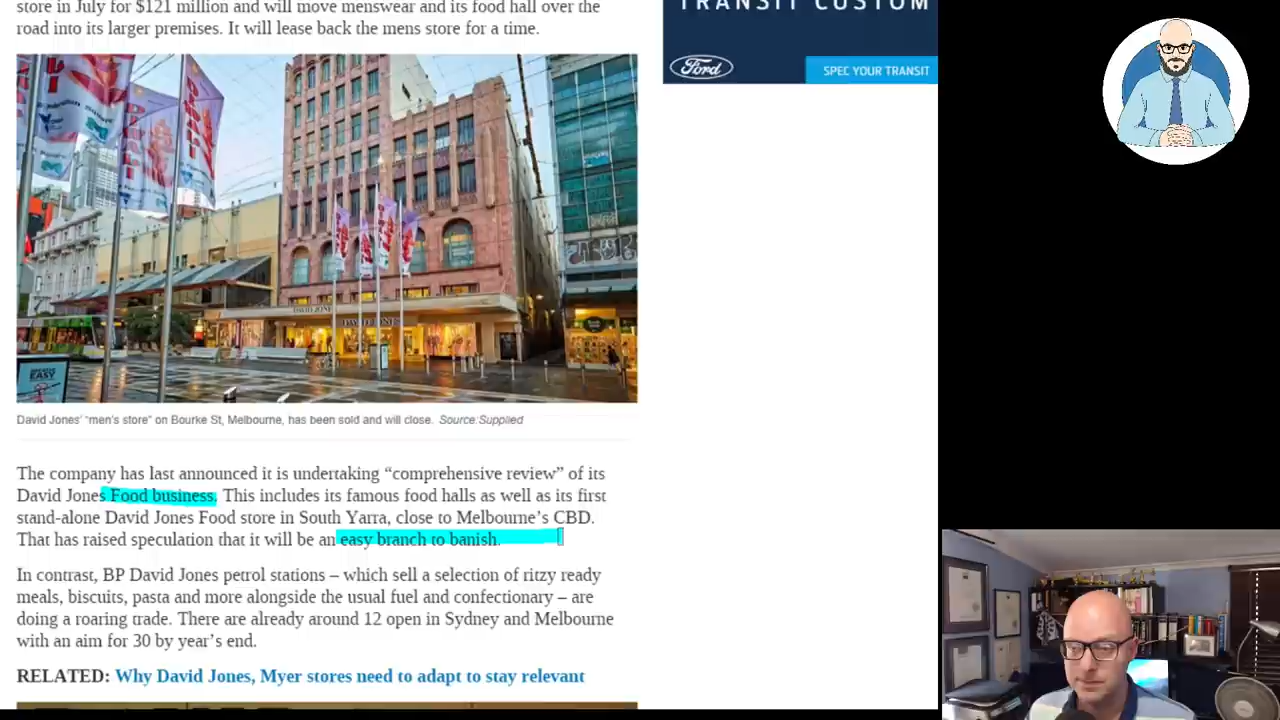 store in July for $121 million and will move menswear and its food hall over the
road into its larger premises. It will lease back the mens store for a time.
TRANSIT CUSTOM
Ford
SPEC YOUR TRANSIT
DAVID JONES
DAVID JONES
EASY
David Jones' “men's store” on Bourke St, Melbourne, has been sold and will close. Source:Supplied
The company has last announced it is undertaking “comprehensive review” of its
David Jones Food business. This includes its famous food halls as well as its first
stand-alone David Jones Food store in South Yarra, close to Melbourne’s CBD.
That has raised speculation that it will be an easy branch to banish.
In contrast, BP David Jones petrol stations – which sell a selection of ritzy ready
meals, biscuits, pasta and more alongside the usual fuel and confectionary – are
doing a roaring trade. There are already around 12 open in Sydney and Melbourne
with an aim for 30 by year’s end.
RELATED: Why David Jones, Myer stores need to adapt to stay relevant